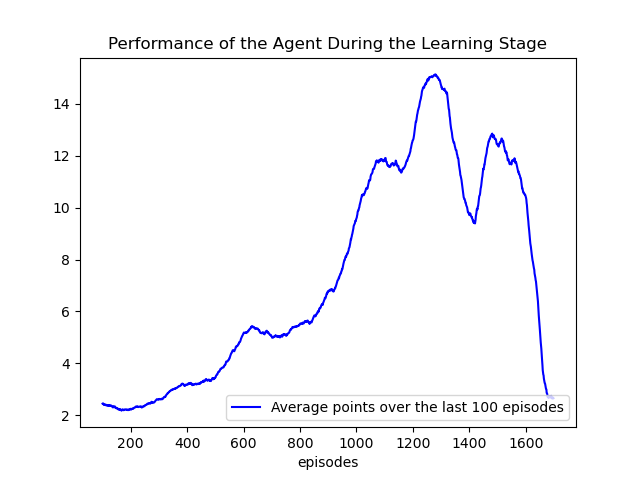 Performance of the Agent During the Learning Stage
14
12
10
8
6
4
2
Average points over the last 100 episodes
200 400 600 800 1000 1200 1400 1600
episodes